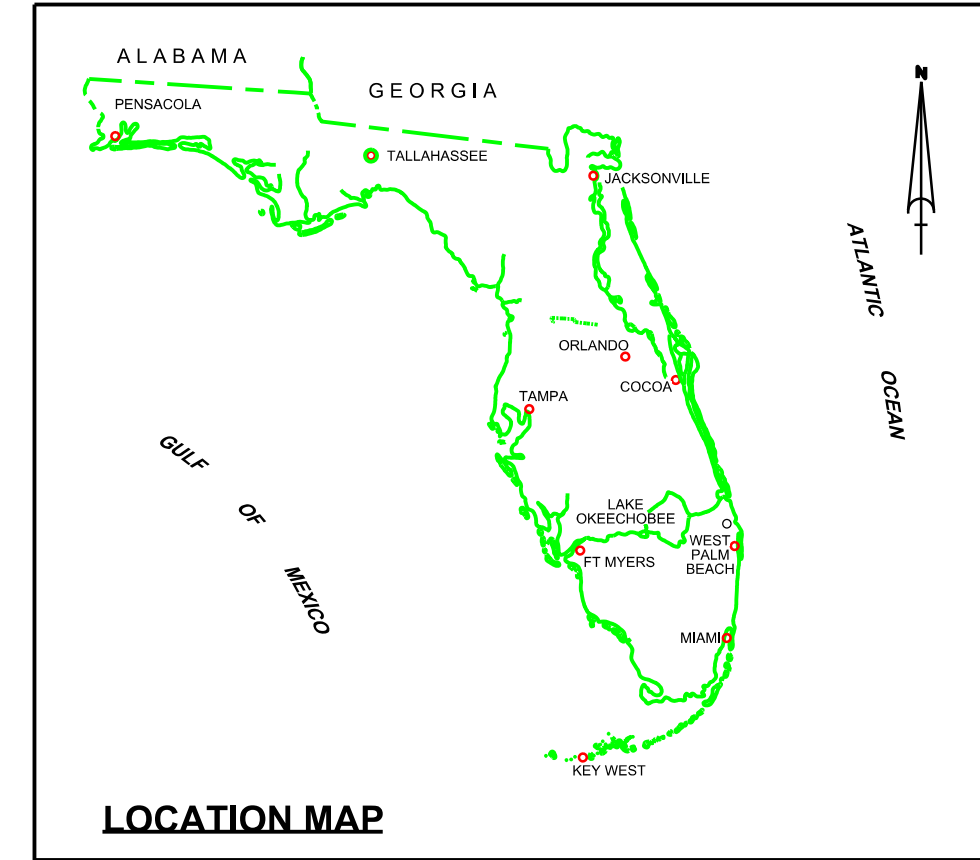 ALABAMA
GEORGIA
N
PENSACOLA
TALLAHASSEE
JACKSONVILLE
ATLANTIC
OCEAN
ORLANDO
COCOA
TAMPA
GULF
OF
MEXICO
LAKE
OKEECHOBEE
WEST
PALM
BEACH
FT MYERS
MIAMI
KEY WEST
LOCATION MAP